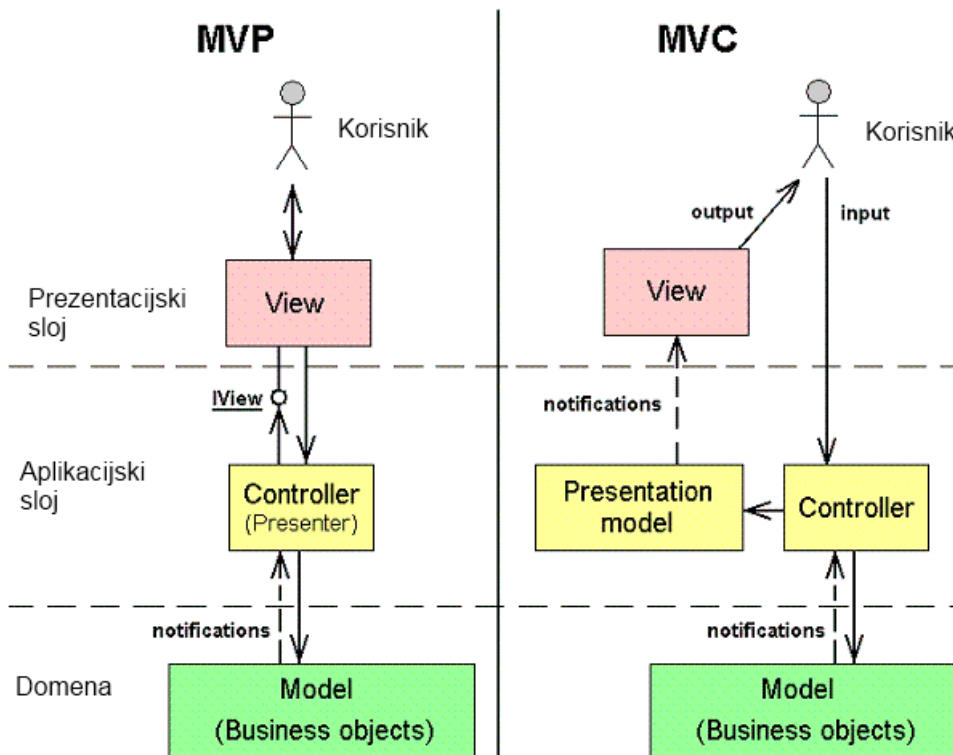 MVP
Korisnik
Prezentacijski
sloj
View
IView
Aplikacijski
sloj
Controller
(Presenter)
notifications
Domena
Model
(Business objects)
MVC
Korisnik
output
input
View
notifications
Presentation
model
Controller
notifications
Model
(Business objects)